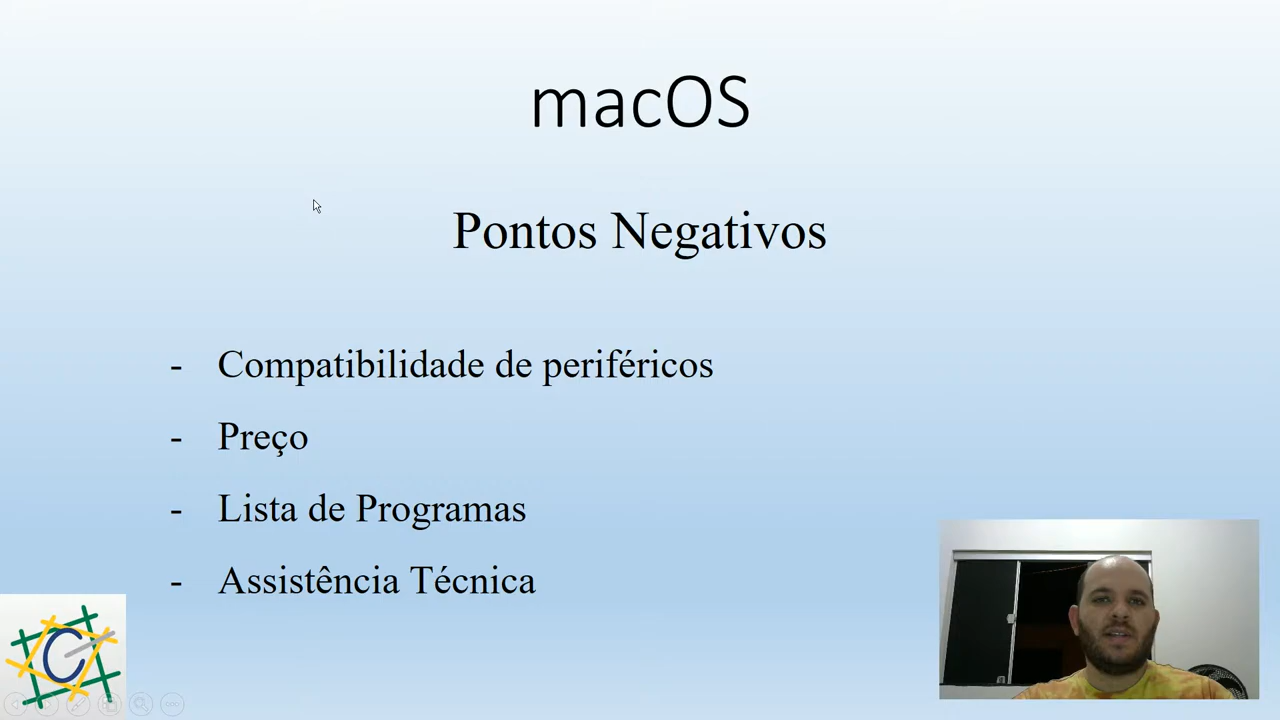 macOS
Pontos Negativos
- Compatibilidade de periféricos
- Preço
- Lista de Programas
- Assistência Técnica